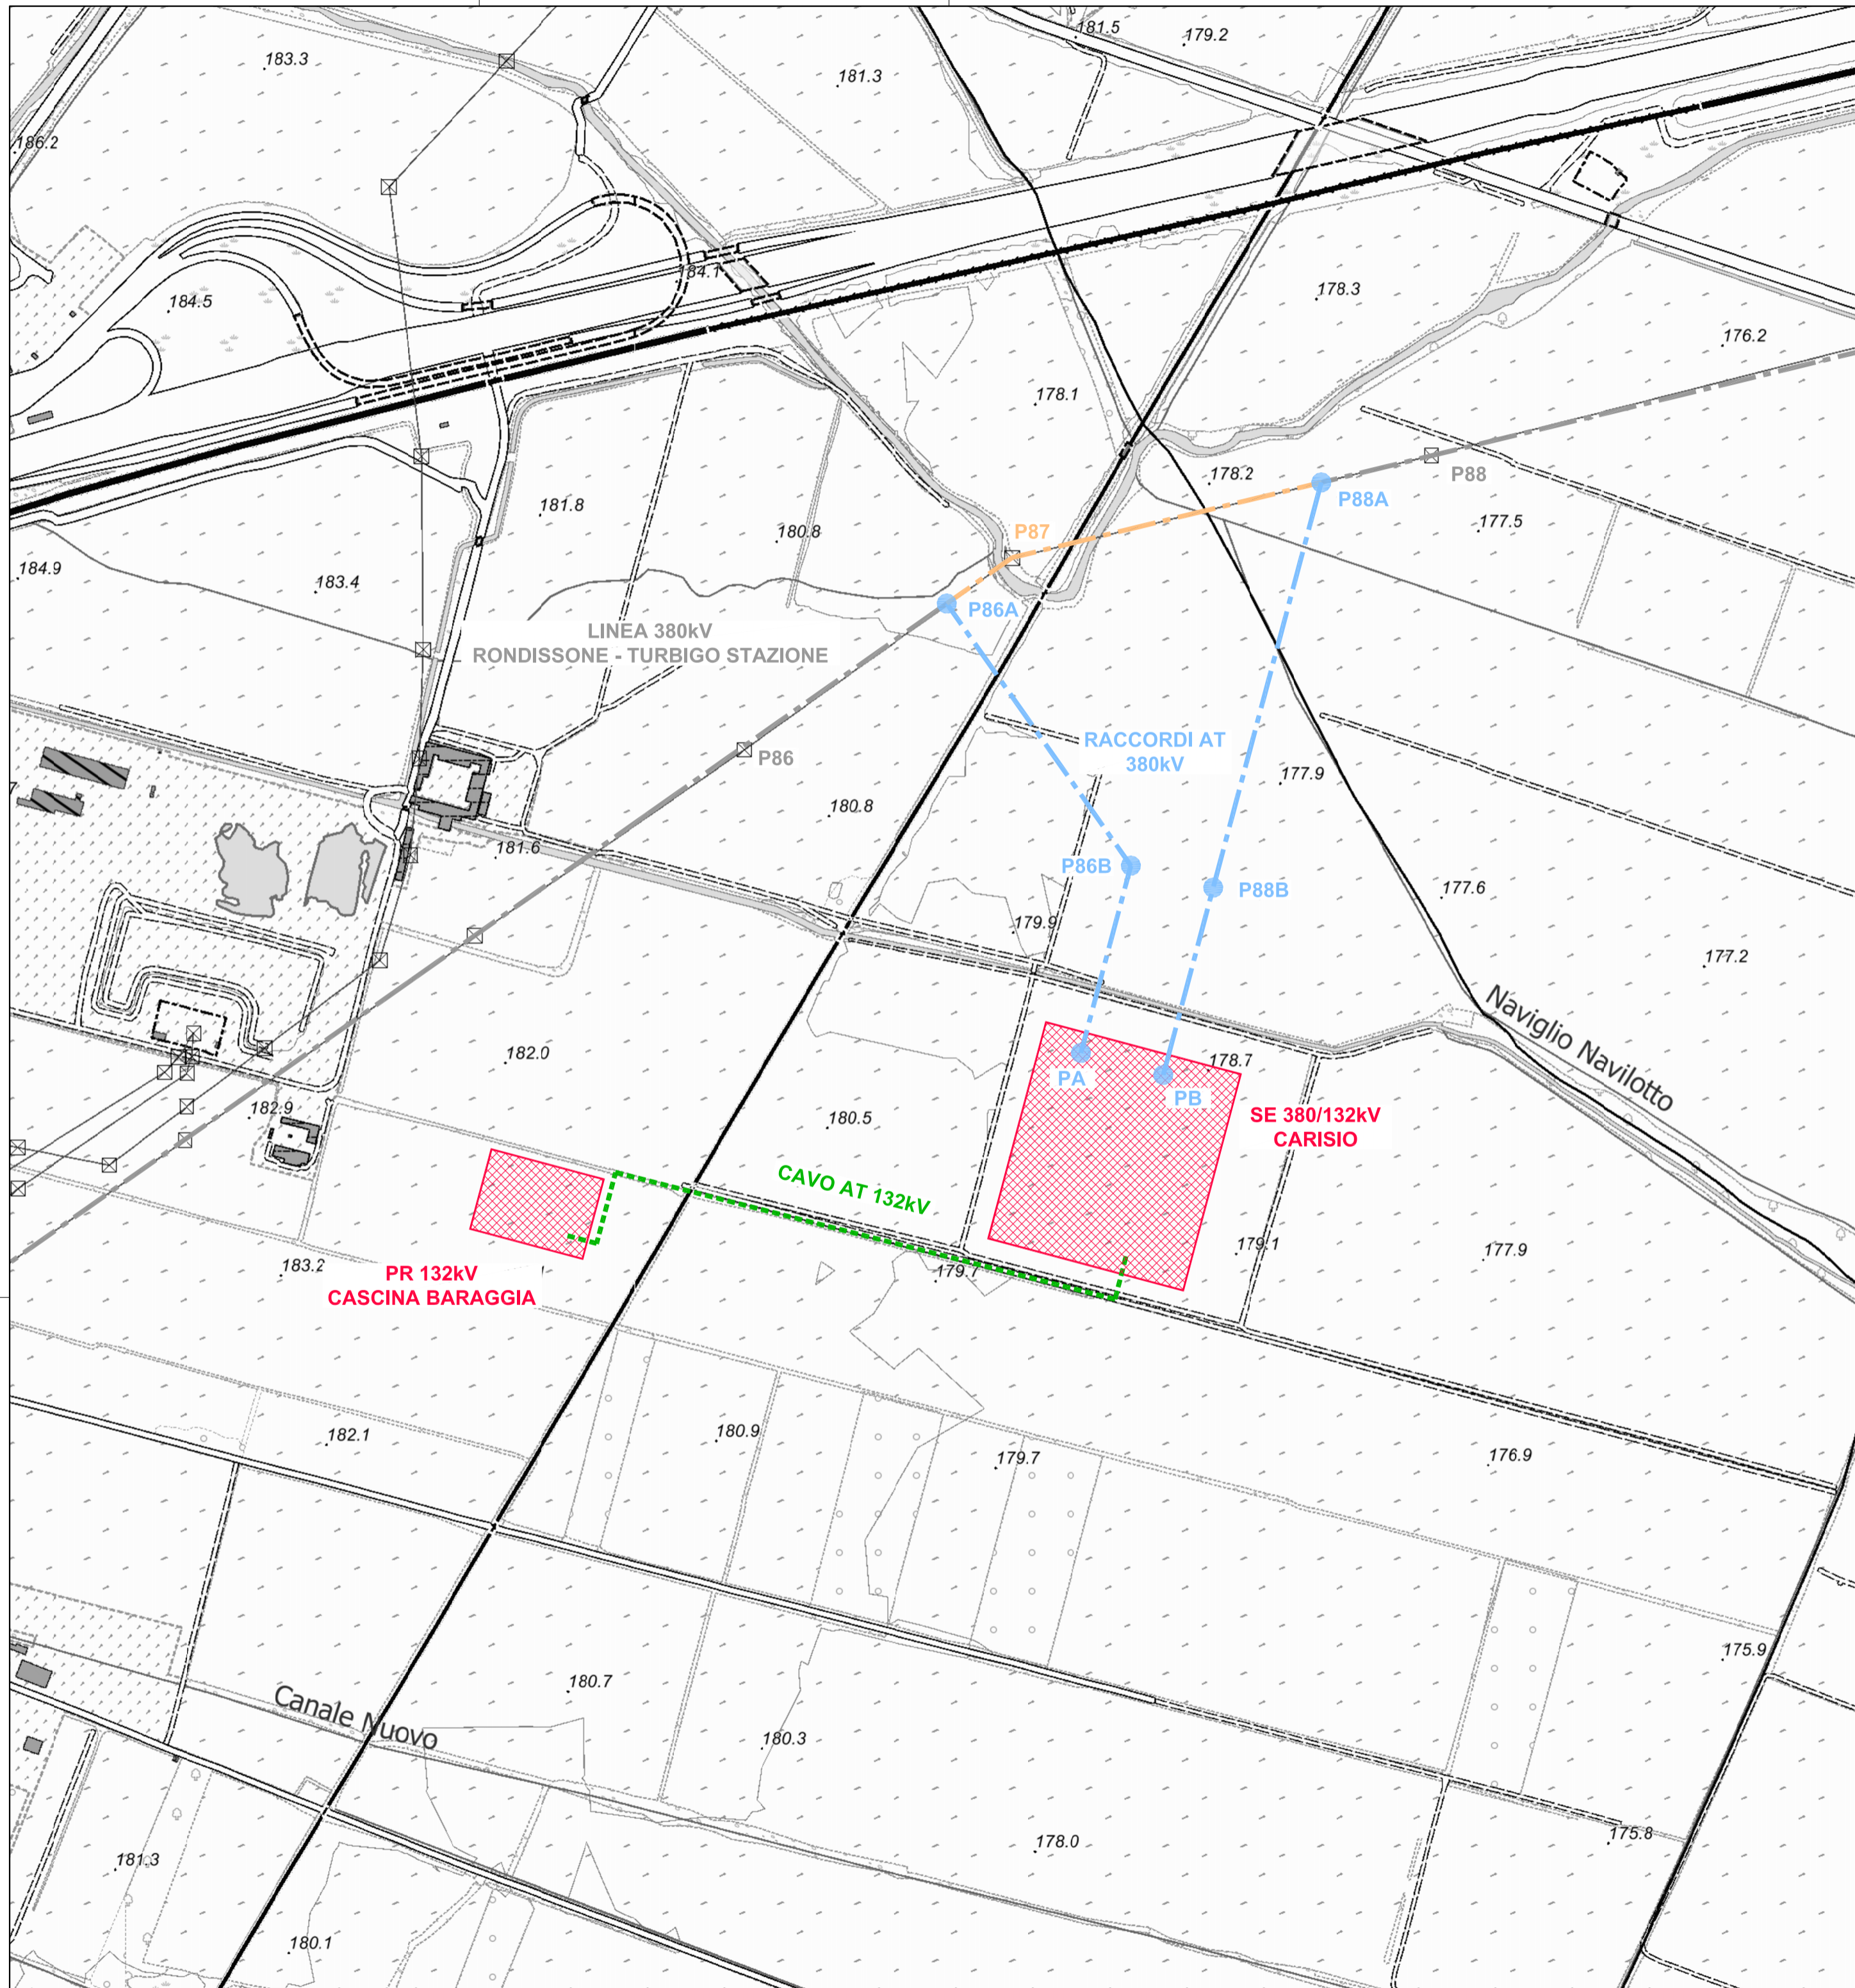 181.5
179.2
183.3
181.3
186.2
184.1
184.5
178.3
176.2
178.1
P88
178.2
P88A
181.8
177.5
180.8
P87
184.9
183.4
P86A
LINEA 380kV
RONDISSONE - TURBIGO STAZIONE
RACCORDI AT
380kV
P86
177.9
180.8
181.6
P86B
P88B
177.6
179.9
177.2
Naviglio Navilotto
182.0
178.7
PA
PB
182.9
180.5
SE 380/132kV
CARISIO
CAVO AT 132kV
179.1
177.9
183.2
179.7
PR 132kV
CASCINA BARAGGIA
182.1
180.9
179.7
176.9
175.9
180.7
Canale Nuovo
180.3
175.8
178.0
181.3
180.1